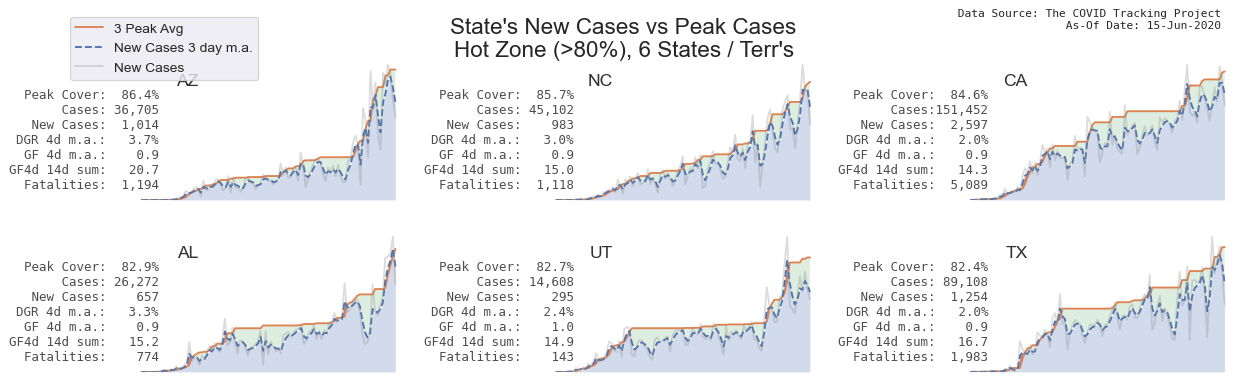 3 Peak Avg
New Cases 3 day m.a.
New Cases
State's New Cases vs Peak Cases
Hot Zone (>80%), 6 States / Terr's
Data Source: The COVID Tracking Project
As-Of Date: 15-Jun-2020
AZ
Peak Cover: 86.4%
Cases: 36,705
New Cases: 1,014
DGR 4d m.a.: 3.7%
GF 4d m.a.: 0.9
GF4d 14d sum: 20.7
Fatalities: 1,194
NC
Peak Cover: 85.7%
Cases: 45,102
New Cases: 983
DGR 4d m.a.: 3.0%
GF 4d m.a.: 0.9
GF4d 14d sum: 15.0
Fatalities: 1,118
CA
Peak Cover: 84.6%
Cases:151,452
New Cases: 2,597
DGR 4d m.a.: 2.0%
GF 4d m.a.: 0.9
GF4d 14d sum: 14.3
Fatalities: 5,089
AL
Peak Cover: 82.9%
Cases: 26,272
New Cases: 657
DGR 4d m.a.: 3.3%
GF 4d m.a.: 0.9
GF4d 14d sum: 15.2
Fatalities: 774
UT
Peak Cover: 82.7%
Cases: 14,608
New Cases: 295
DGR 4d m.a.: 2.4%
GF 4d m.a.: 1.0
GF4d 14d sum: 14.9
Fatalities: 143
TX
Peak Cover: 82.4%
Cases: 89,108
New Cases: 1,254
DGR 4d m.a.: 2.0%
GF 4d m.a.: 0.9
GF4d 14d sum: 16.7
Fatalities: 1,983